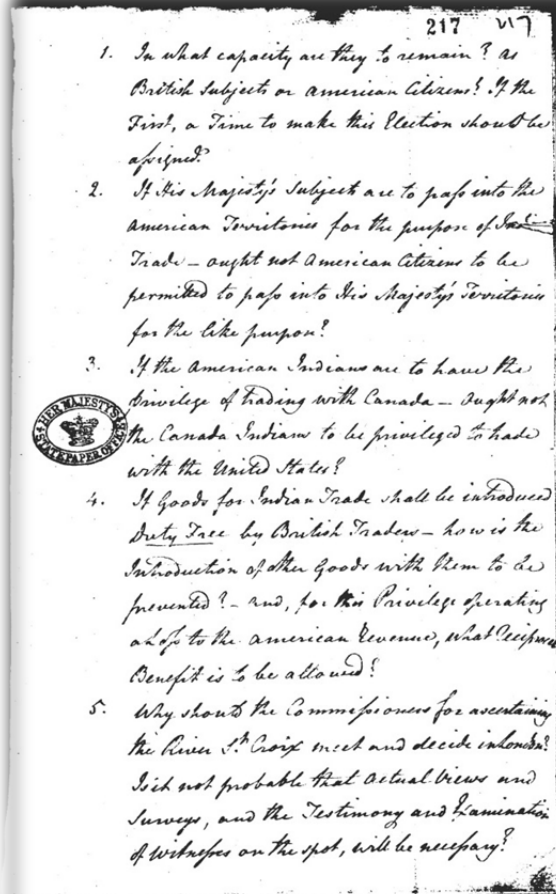 217 217
1. In what capacity are they to remain? as
British Subjects or American Citizens? If the
First, a Time to make this Election should be
assigned.
2. If His Majesty's Subjects are to pass into the
American Territories for the purpose of Indian
Trade – ought not American Citizens to be
permitted to pass into His Majesty's Territories
for the like purpose?
3. If the American Indians are to have the
privilege of trading with Canada – ought not
the Canada Indians to be privileged to trade
with the United States?
4. If Goods for Indian Trade shall be introduced
Duty Free by British Traders – how is the
Introduction of other Goods with them to be
prevented? – and, for this Privilege operating
a Loss to the American Revenue, what reciprocal
Benefit is to be allowed?
5. Why should the Commissioners for ascertaining
the River St. Croix meet and decide in London?
Is it not probable that actual Views and
Surveys, and the Testimony and Examination
of witnesses on the spot, will be necessary?
HER MAJESTY'S
STATE PAPER OFFICE